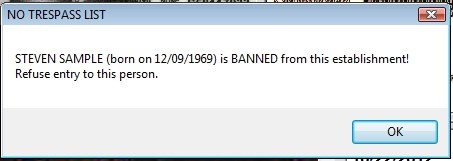 NO TRESPASS LIST
STEVEN SAMPLE (born on 12/09/1969) is BANNED from this establishment!
Refuse entry to this person.
OK